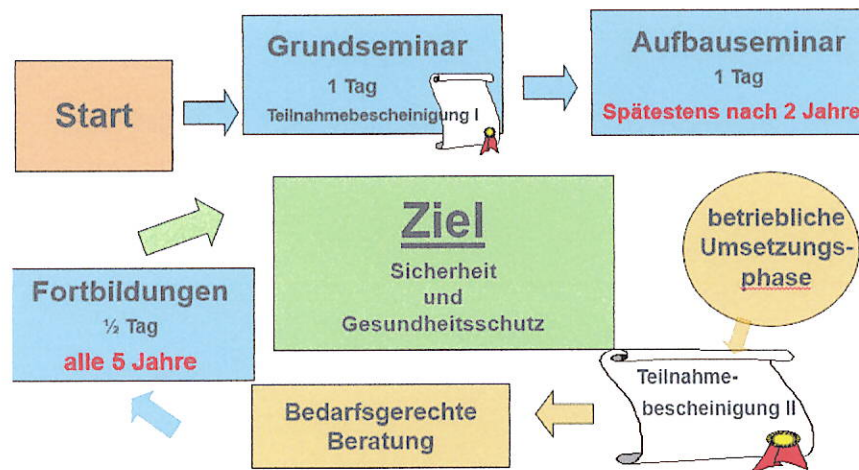 Start
Grundseminar
1 Tag
Teilnahmebescheinigung I
Aufbauseminar
1 Tag
Spätestens nach 2 Jahre
betriebliche
Umsetzungs-
phase
Teilnahme-
bescheinigung II
Bedarfsgerechte
Beratung
Fortbildungen
½ Tag
alle 5 Jahre
Ziel
Sicherheit
und
Gesundheitsschutz